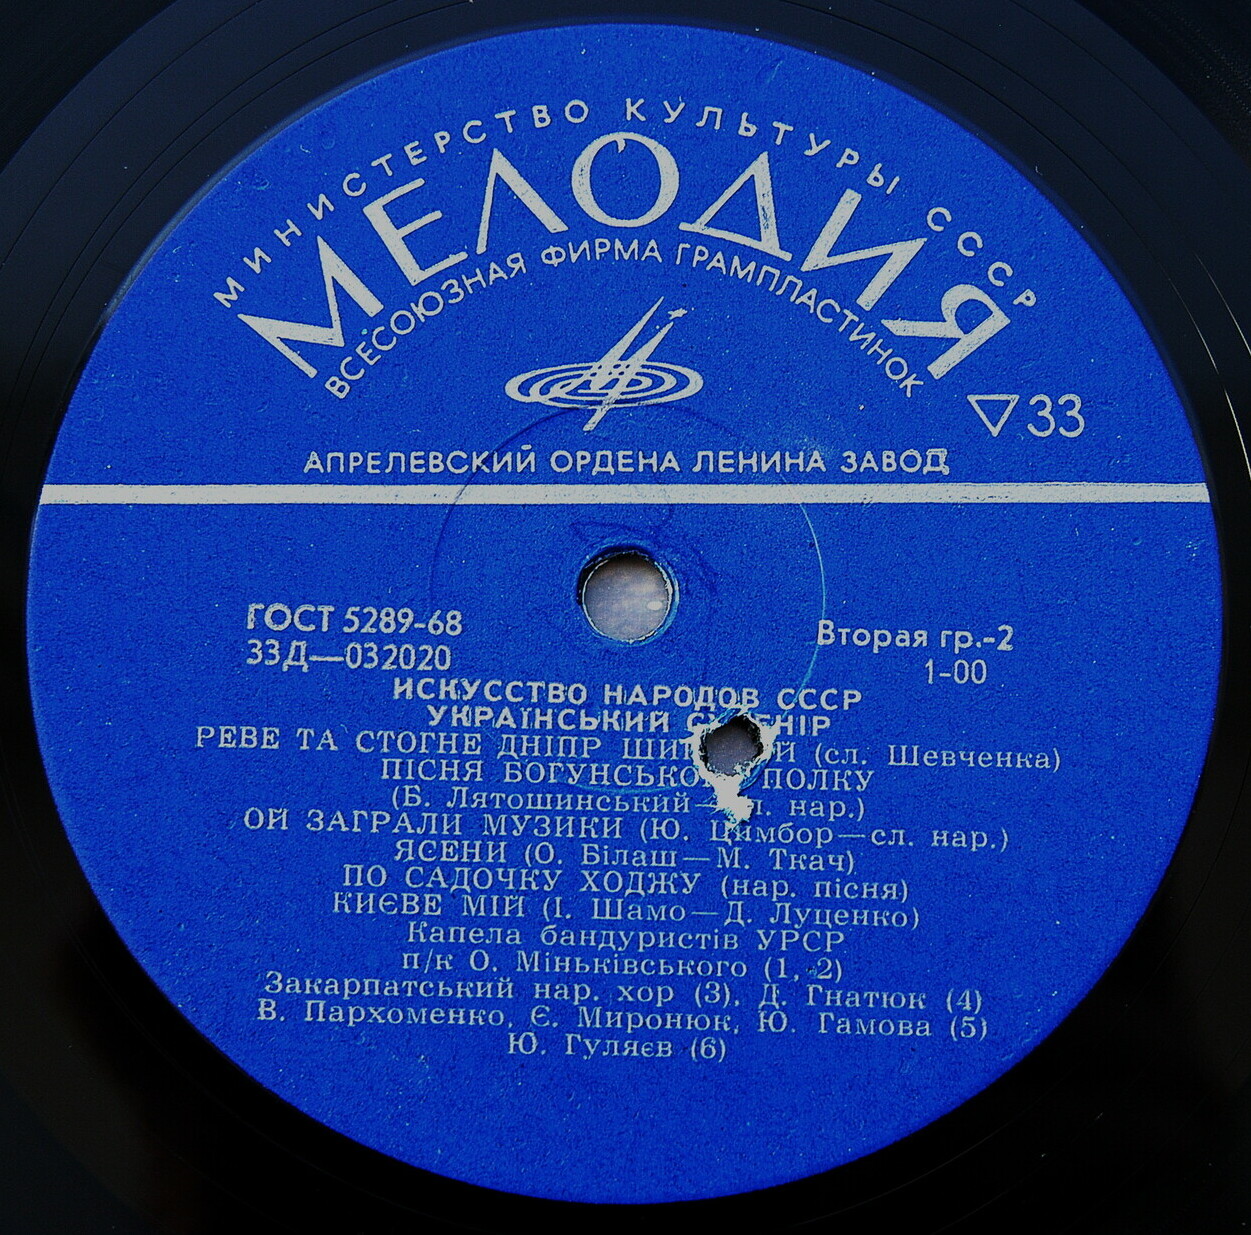 МИНИСТЕРСТВО КУЛЬТУРЫ СССР
МЕЛОДИЯ
ВСЕСОЮЗНАЯ ФИРМА ГРАМПЛАСТИНОК
33
АПРЕЛЕВСКИЙ ОРДЕНА ЛЕНИНА ЗАВОД
ГОСТ 5289-68
33Д—032020
Вторая гр.-2
1-00
ИСКУССТВО НАРОДОВ СССР
УКРАЇНСЬКИЙ
РЕВЕ ТА СТОГНЕ ДНІПР (сл. Шевченка)
ПІСНЯ ПОЛКУ
(Б. Лятошинський— нар.)
ОЙ ЗАГРАЛИ МУЗИКИ (Ю. Цимбор—сл. нар.)
ЯСЕНИ (О. Білаш—М. Ткач)
ПО САДОЧКУ ХОДЖУ (нар. пісня)
КИЄВЕ МІЙ (І. Шамо—Д. Луценко)
Капела бандуристів УРСР
п/к О. Міньківського (1, 2)
Закарпатський нар. хор (3), Д. Гнатюк (4)
В. Пархоменко, Є. Миронюк, Ю. Гамова (5)
Ю. Гуляєв (6)